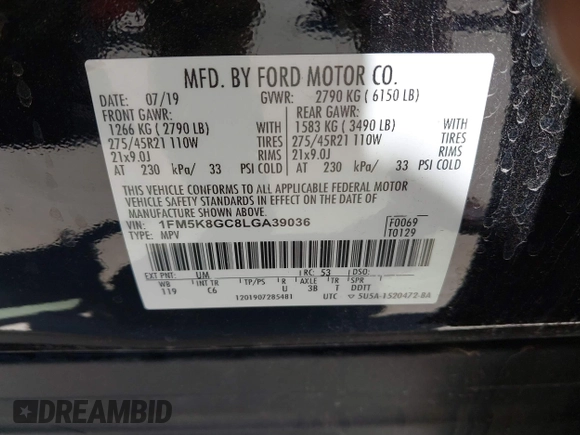 MFD. BY FORD MOTOR CO.
DATE: 07/19 GVWR: 2790 KG ( 6150 LB)
FRONT GAWR: REAR GAWR:
1266 KG ( 2790 LB) WITH 1583 KG ( 3490 LB) WITH
275/45R21 110W TIRES 275/45R21 110W TIRES
21x9.0J RIMS 21x9.0J RIMS
AT 230 kPa/ 33 PSI COLD AT 230 kPa/ 33 PSI COLD
THIS VEHICLE CONFORMS TO ALL APPLICABLE FEDERAL MOTOR
VEHICLE SAFETY STANDARDS IN EFFECT ON THE DATE OF
MANUFACTURE SHOWN ABOVE.
VIN: 1FM5K8GC8LGA39036 F0069
TYPE: MPV T0129
EXT PNT: UM RC: 53 DSO:
WB INT TR TP/PS R AXLE TR SPR
119 C6 U 3B T DDTT
1201907285481 UTC 5U5A-1520472-BA
DREAMBID